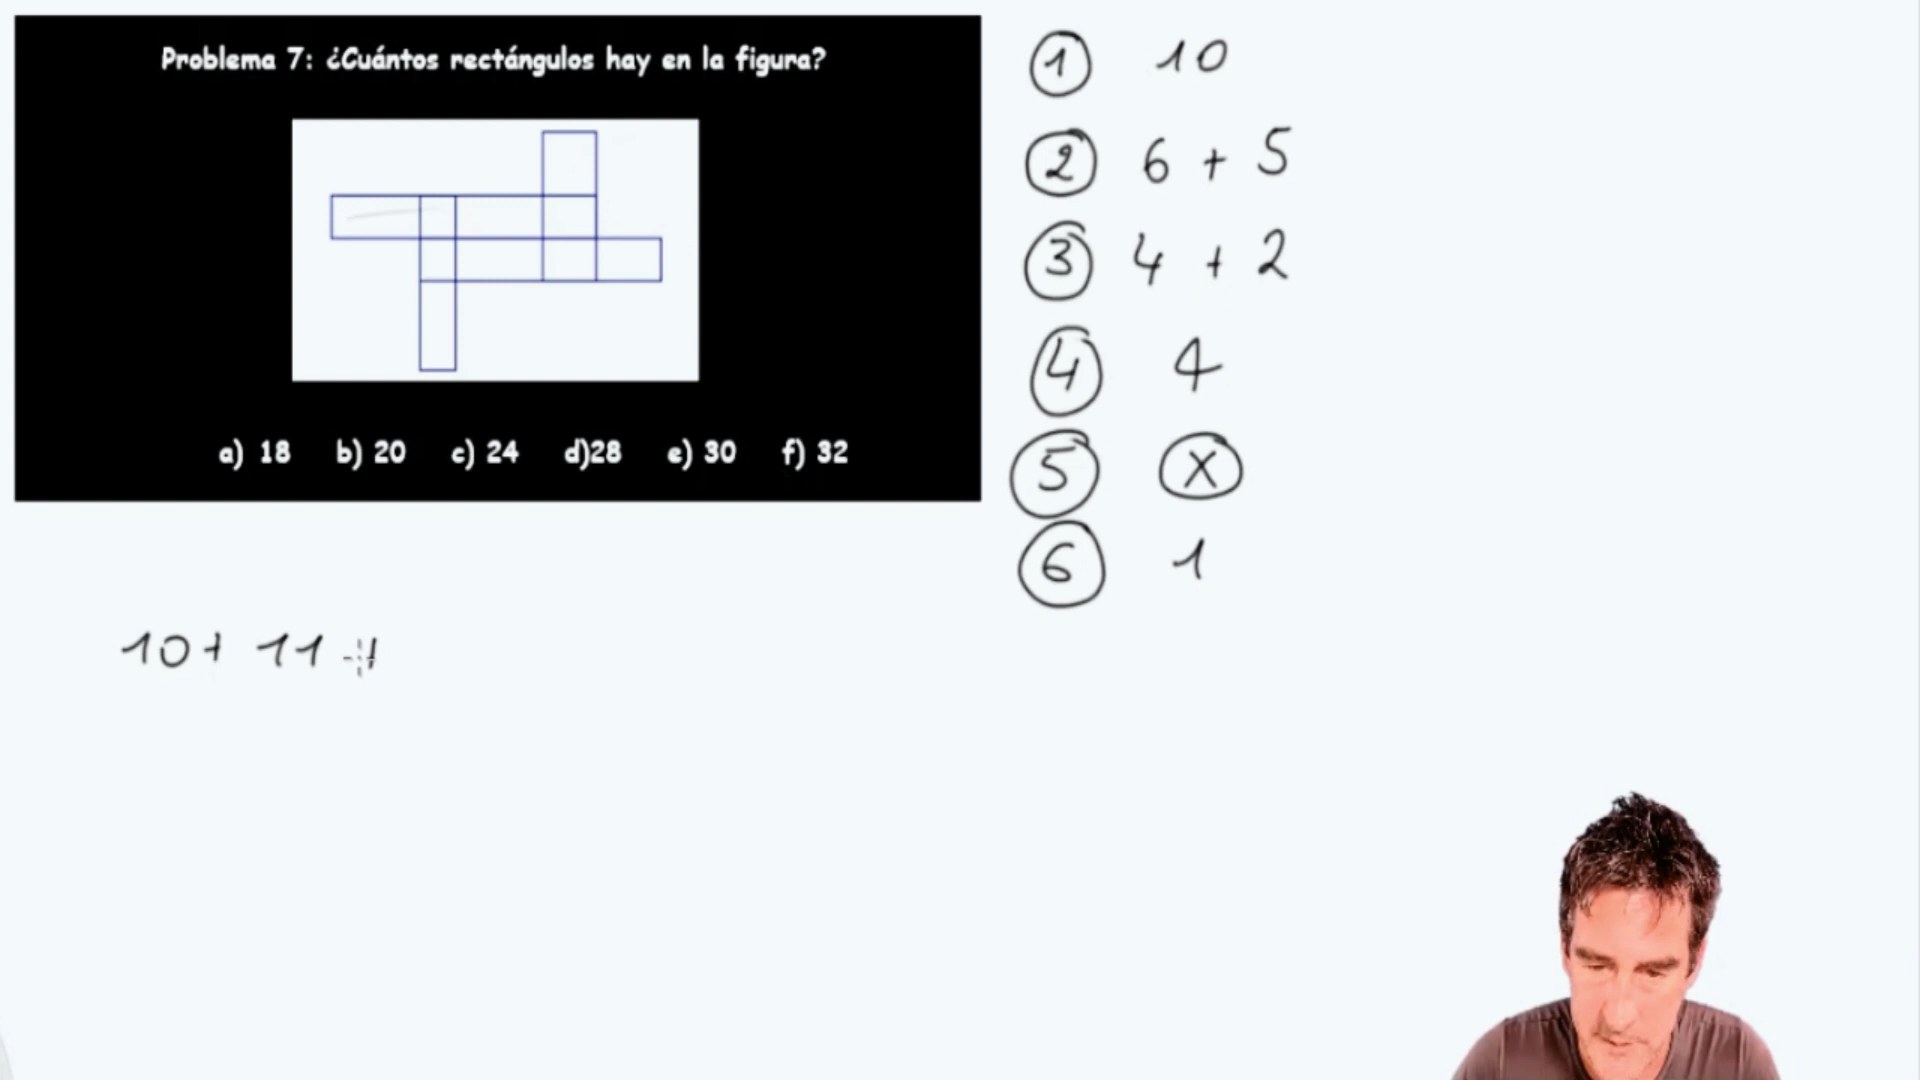 Problema 7: ¿Cuántos rectángulos hay en la figura?
a) 18 b) 20 c) 24 d)28 e) 30 f) 32
1 10
2 6 + 5
3 4 + 2
4 4
5 X
6 1
10 + 11 +